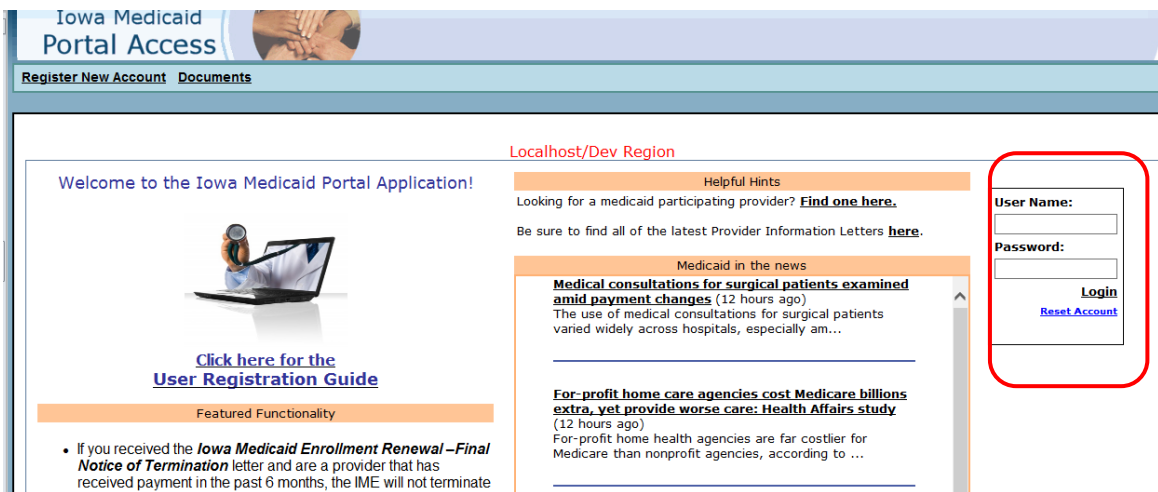 Iowa Medicaid
Portal Access
Register New Account Documents
Localhost/Dev Region
Welcome to the Iowa Medicaid Portal Application!
Click here for the
User Registration Guide
Featured Functionality
• If you received the Iowa Medicaid Enrollment Renewal –Final
Notice of Termination letter and are a provider that has
received payment in the past 6 months, the IME will not terminate
Helpful Hints
Looking for a medicaid participating provider? Find one here.
Be sure to find all of the latest Provider Information Letters here.
Medicaid in the news
Medical consultations for surgical patients examined
amid payment changes (12 hours ago)
The use of medical consultations for surgical patients
varied widely across hospitals, especially am...
For-profit home care agencies cost Medicare billions
extra, yet provide worse care: Health Affairs study
(12 hours ago)
For-profit home health agencies are far costlier for
Medicare than nonprofit agencies, according to ...
User Name:
Password:
Login
Reset Account